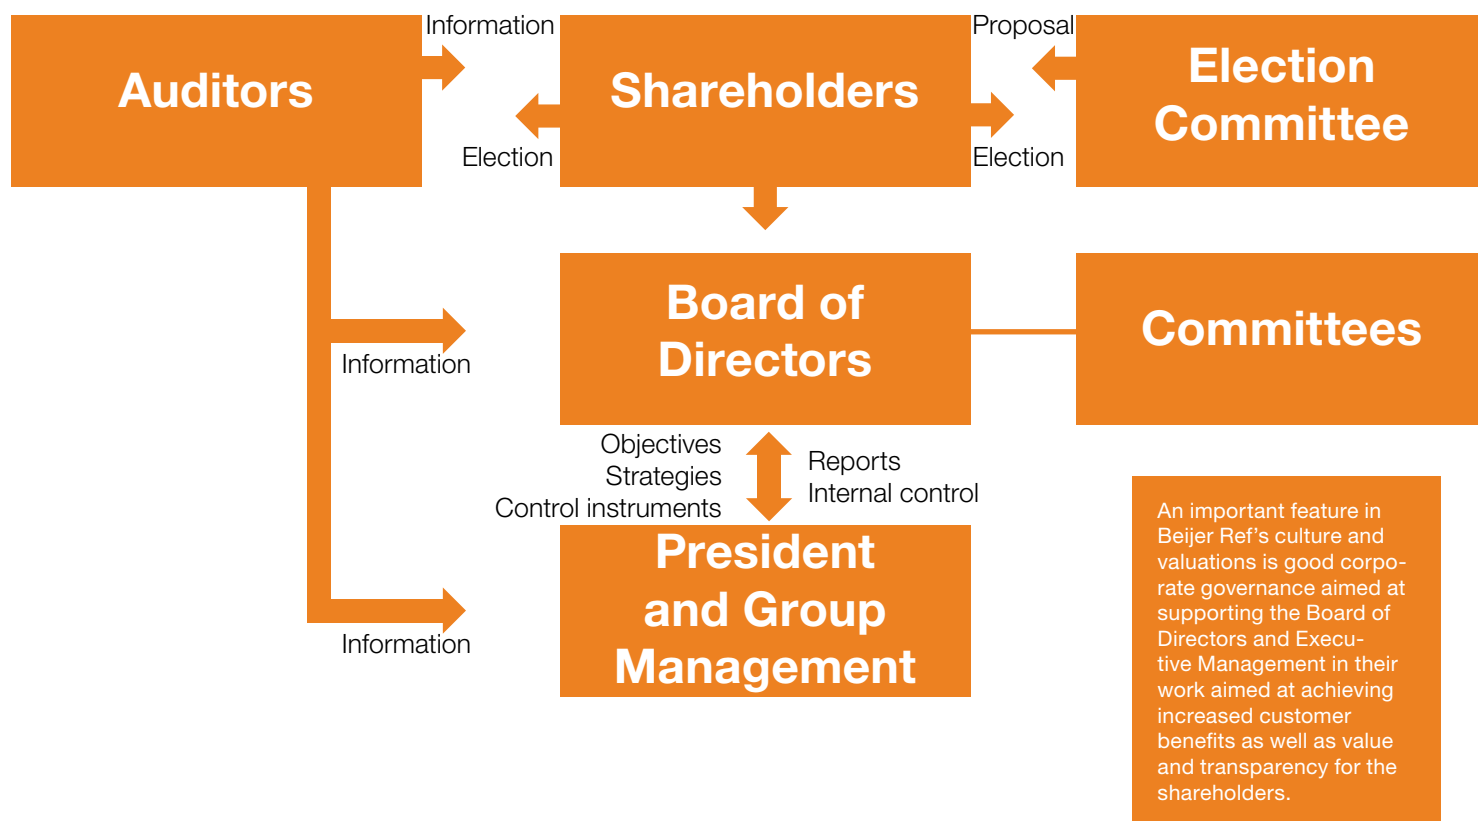 Information
Proposal
Auditors
Shareholders
Election
Committee
Election
Election
Board of
Directors
Committees
Information
Objectives
Strategies
Control instruments
Reports
Internal control
President
and Group
Management
Information
An important feature in
Beijer Ref's culture and
valuations is good corpo-
rate governance aimed at
supporting the Board of
Directors and Execu-
tive Management in their
work aimed at achieving
increased customer
benefits as well as value
and transparency for the
shareholders.